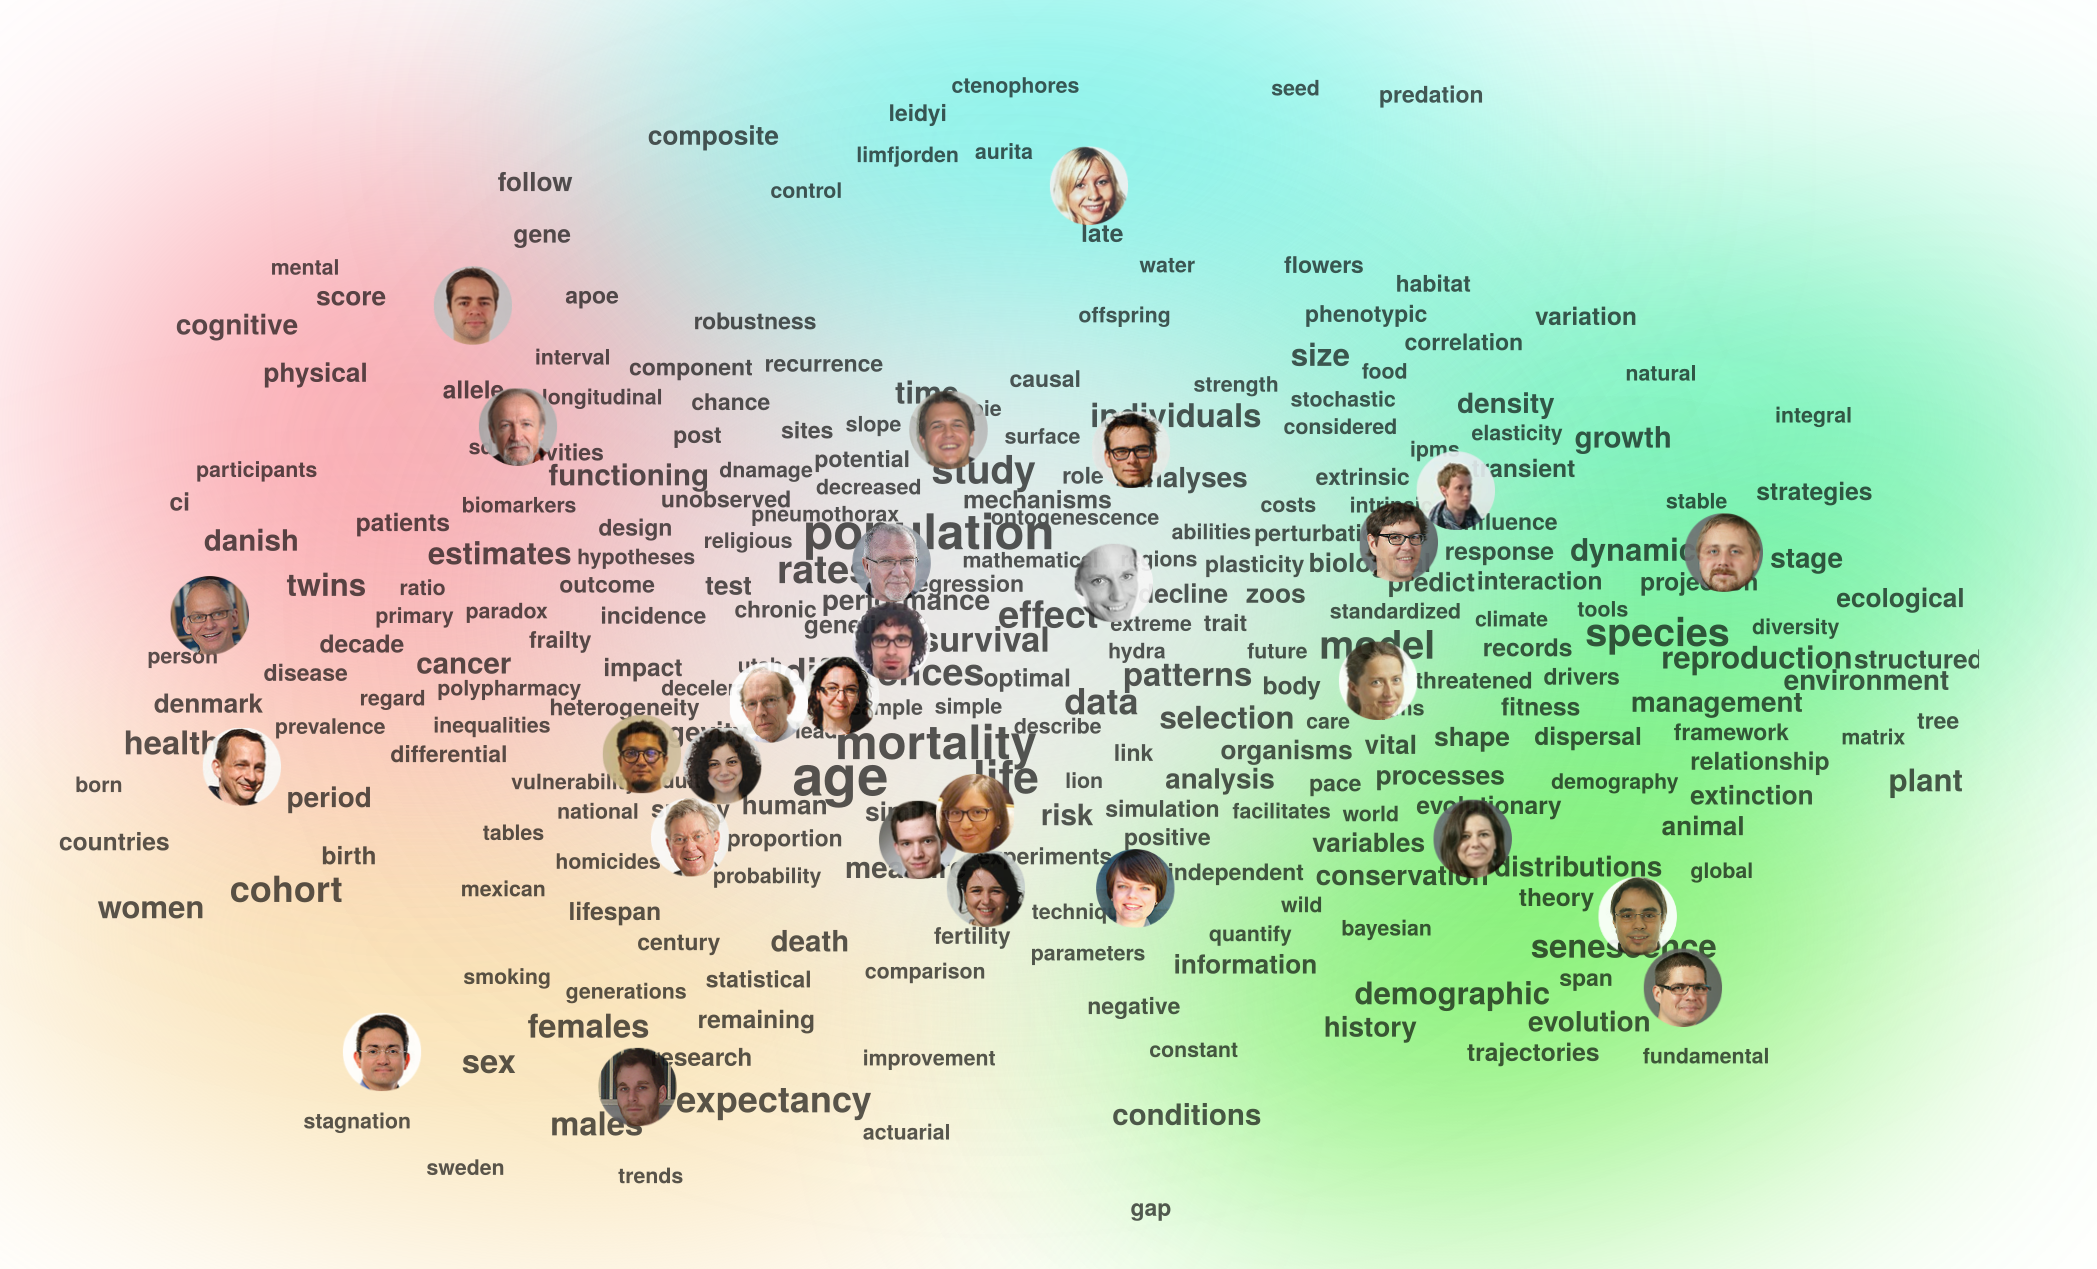 ctenophores
seed
predation
leidyi
composite
limfjorden
aurita
follow
control
gene
late
mental
water
flowers
score
apoe
habitat
cognitive
robustness
offspring
phenotypic
variation
correlation
interval
component
recurrence
size
physical
causal
food
natural
allele
longitudinal
chance
time
strength
stochastic
density
individuals
integral
post
sites
slope
surface
considered
elasticity
growth
participants
functioning
dnamage
potential
study
role
analyses
extrinsic
ipms
transient
ci
biomarkers
unobserved
decreased
mechanisms
costs
stable
strategies
patients
design
pneumothorax
ontogenescence
danish
estimates
hypotheses
religious
population
abilities
response
dynamic
stage
twins
ratio
outcome
test
rates
mathematica
plasticity
biological
predict
interaction
primary
paradox
incidence
chronic
performance
effect
decline
zoos
standardized
climate
tools
ecological
decade
frailty
survival
extreme
trait
model
records
species
diversity
person
disease
cancer
impact
hydra
future
reproduction
structured
denmark
regard
polypharmacy
heterogeneity
optimal
patterns
body
threatened
drivers
environment
prevalence
inequalities
simple
data
selection
care
fitness
management
tree
health
differential
mortality
describe
link
organisms
vital
shape
dispersal
framework
matrix
born
period
vulnerability
age
life
lion
analysis
pace
processes
demography
relationship
plant
national
human
risk
simulation
facilitates
world
evolutionary
extinction
countries
birth
tables
proportion
positive
variables
animal
cohort
homicides
probability
experiments
independent
conservation
distributions
global
women
mexican
lifespan
wild
theory
century
death
fertility
parameters
quantify
bayesian
senescence
smoking
generations
statistical
comparison
information
span
females
remaining
negative
demographic
history
evolution
sex
research
improvement
constant
trajectories
fundamental
stagnation
males
expectancy
actuarial
conditions
sweden
trends
gap